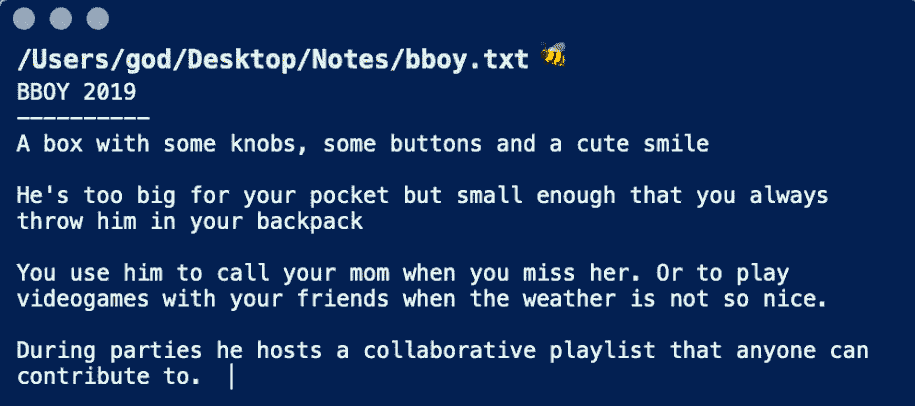 /Users/god/Desktop/Notes/bboy.txt 🐝
BBOY 2019
----------
A box with some knobs, some buttons and a cute smile
He's too big for your pocket but small enough that you always
throw him in your backpack
You use him to call your mom when you miss her. Or to play
videogames with your friends when the weather is not so nice.
During parties he hosts a collaborative playlist that anyone can
contribute to.